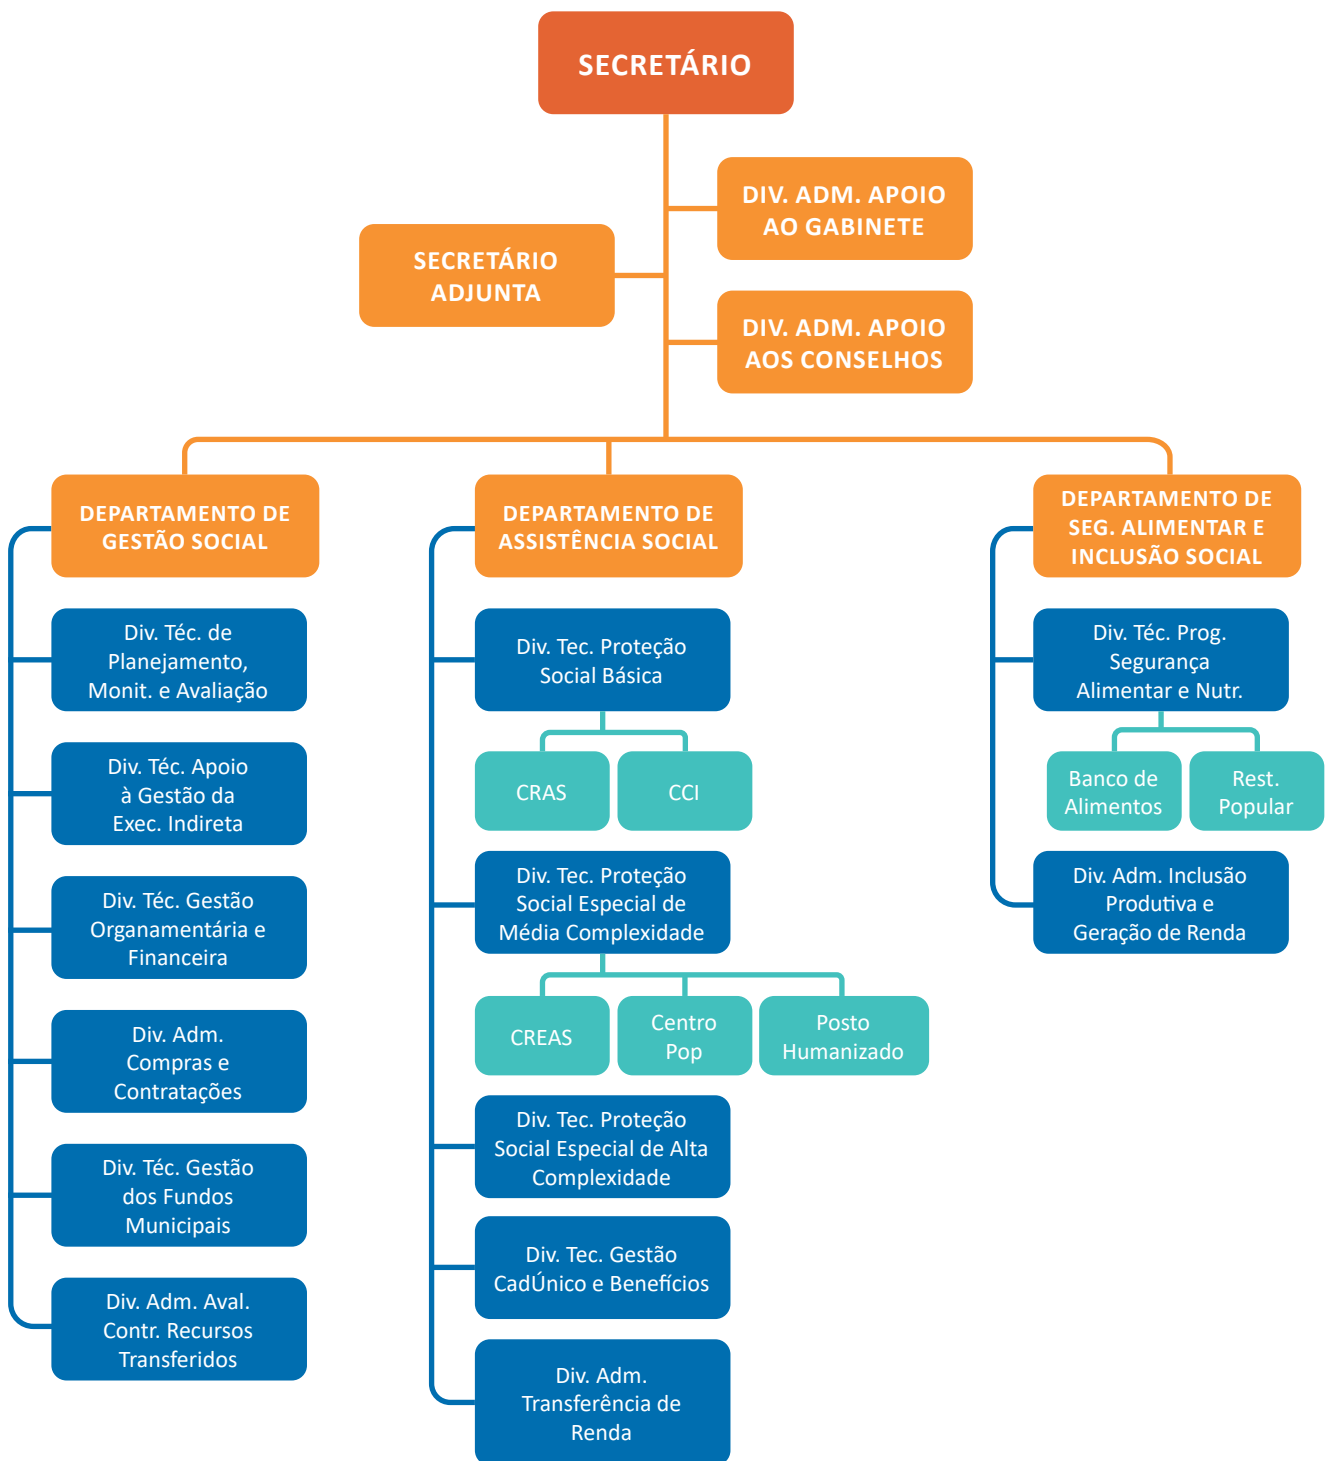 SECRETÁRIO
DIV. ADM. APOIO
AO GABINETE
SECRETÁRIO
ADJUNTA
DIV. ADM. APOIO
AOS CONSELHOS
DEPARTAMENTO DE
GESTÃO SOCIAL
Div. Téc. de
Planejamento,
Monit. e Avaliação
Div. Téc. Apoio
à Gestão da
Exec. Indireta
Div. Téc. Gestão
Organamentária e
Financeira
Div. Adm.
Compras e
Contratações
Div. Téc. Gestão
dos Fundos
Municipais
Div. Adm. Aval.
Contr. Recursos
Transferidos
DEPARTAMENTO DE
ASSISTÊNCIA SOCIAL
Div. Tec. Proteção
Social Básica
CRAS
CCI
Div. Tec. Proteção
Social Especial de
Média Complexidade
CREAS
Centro
Pop
Posto
Humanizado
Div. Tec. Proteção
Social Especial de Alta
Complexidade
Div. Tec. Gestão
CadÚnico e Benefícios
Div. Adm.
Transferência de
Renda
DEPARTAMENTO DE
SEG. ALIMENTAR E
INCLUSÃO SOCIAL
Div. Téc. Prog.
Segurança
Alimentar e Nutr.
Banco de
Alimentos
Rest.
Popular
Div. Adm. Inclusão
Produtiva e
Geração de Renda